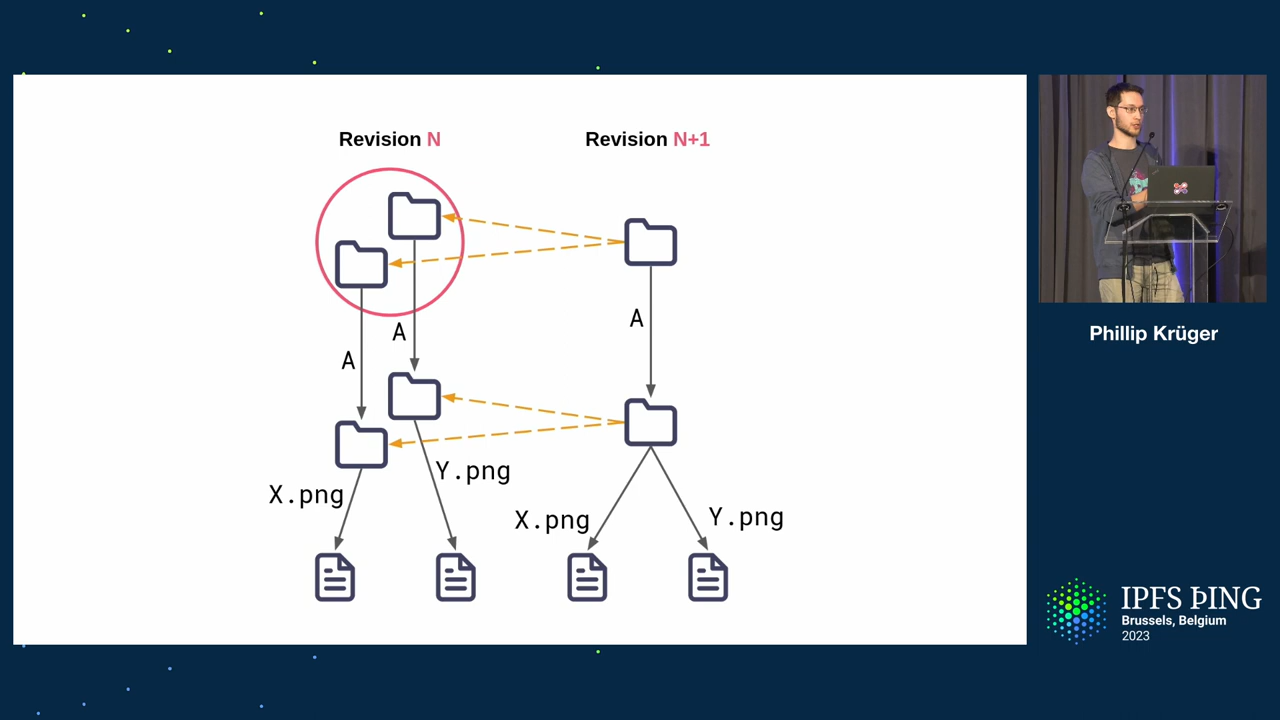 Revision N
Revision N+1
A
A
A
Y.png
X.png
X.png
Y.png
Phillip Krüger
IPFS ÞING
Brussels, Belgium
2023